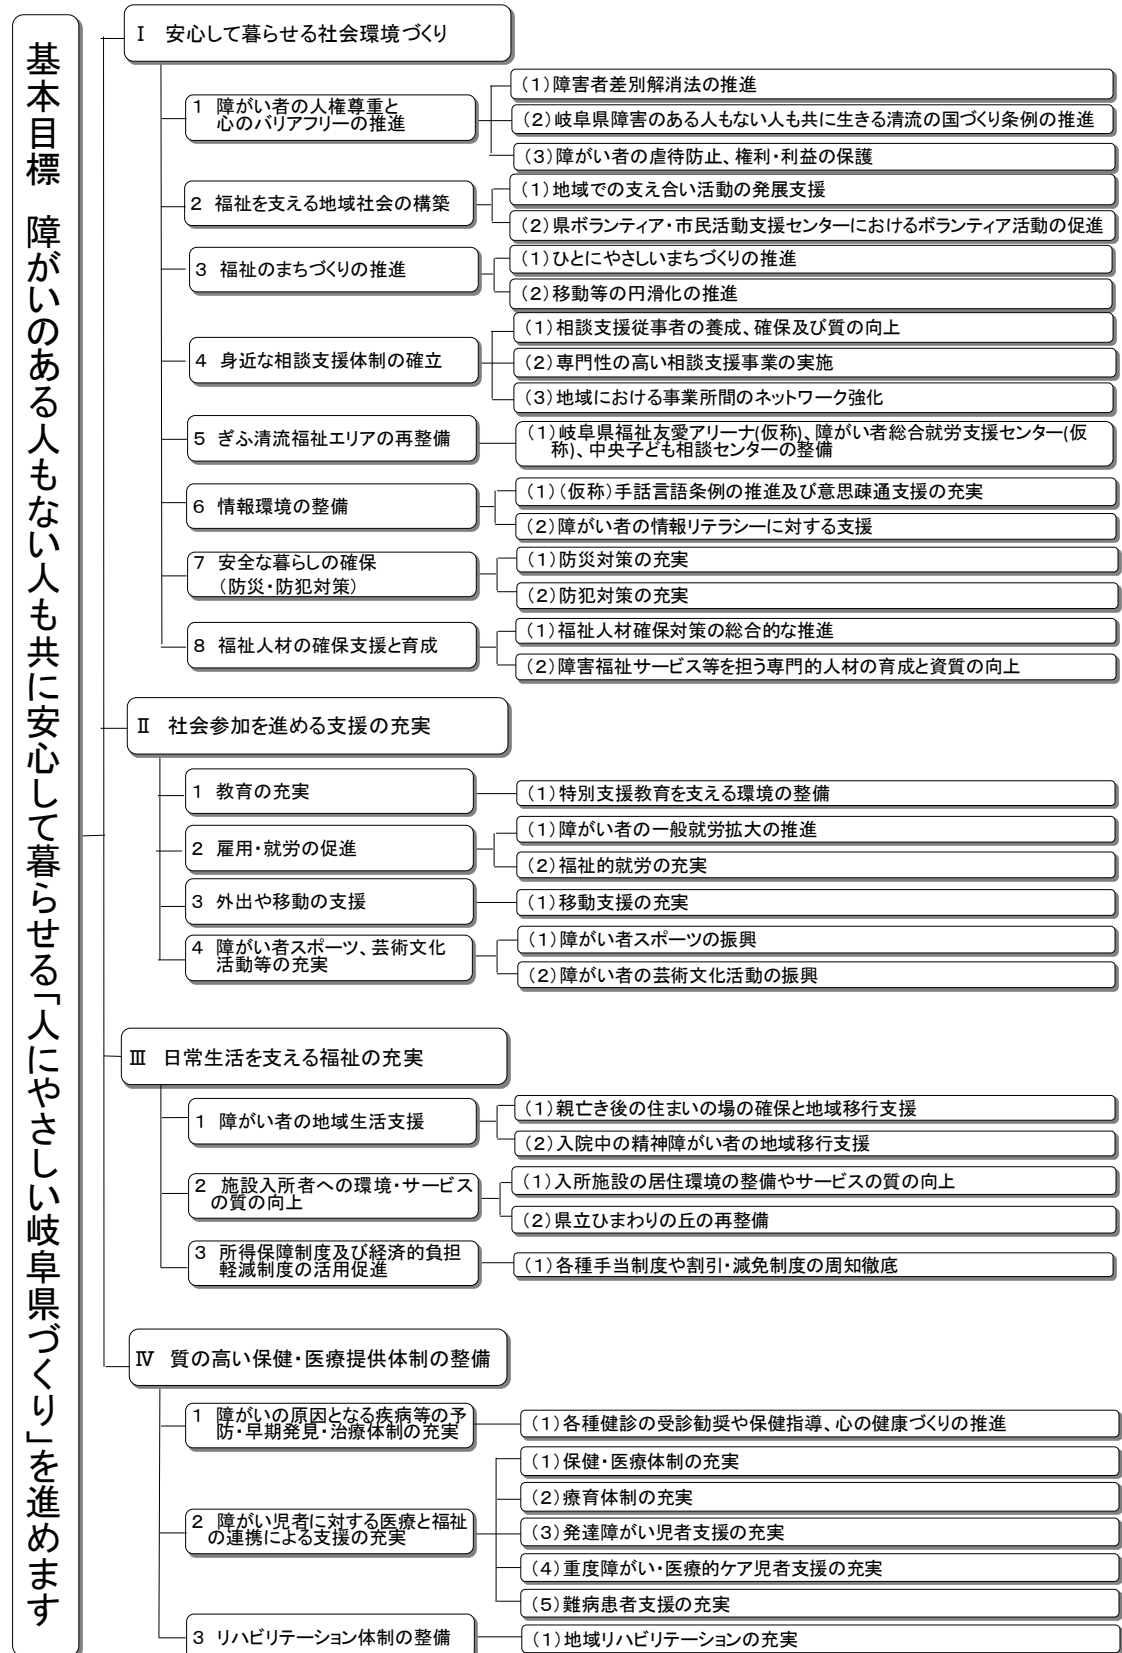 基本目標 障がいのある人もない人も共に安心して暮らせる「人にやさしい岐阜県づくり」を進めます
Ⅰ 安心して暮らせる社会環境づくり
1 障がい者の人権尊重と
心のバリアフリーの推進
(1)障害者差別解消法の推進
(2)岐阜県障害のある人もない人も共に生きる清流の国づくり条例の推進
(3)障がい者の虐待防止、権利・利益の保護
2 福祉を支える地域社会の構築
(1)地域での支え合い活動の発展支援
(2)県ボランティア・市民活動支援センターにおけるボランティア活動の促進
3 福祉のまちづくりの推進
(1)ひとにやさしいまちづくりの推進
(2)移動等の円滑化の推進
4 身近な相談支援体制の確立
(1)相談支援従事者の養成、確保及び質の向上
(2)専門性の高い相談支援事業の実施
(3)地域における事業所間のネットワーク強化
5 ぎふ清流福祉エリアの再整備
(1)岐阜県福祉友愛アリーナ(仮称)、障がい者総合就労支援センター(仮
称)、中央子ども相談センターの整備
6 情報環境の整備
(1)(仮称)手話言語条例の推進及び意思疎通支援の充実
(2)障がい者の情報リテラシーに対する支援
7 安全な暮らしの確保
(防災・防犯対策)
(1)防災対策の充実
(2)防犯対策の充実
8 福祉人材の確保支援と育成
(1)福祉人材確保対策の総合的な推進
(2)障害福祉サービス等を担う専門的人材の育成と資質の向上
Ⅱ 社会参加を進める支援の充実
1 教育の充実
(1)特別支援教育を支える環境の整備
2 雇用・就労の促進
(1)障がい者の一般就労拡大の推進
(2)福祉的就労の充実
3 外出や移動の支援
(1)移動支援の充実
4 障がい者スポーツ、芸術文化
活動等の充実
(1)障がい者スポーツの振興
(2)障がい者の芸術文化活動の振興
Ⅲ 日常生活を支える福祉の充実
1 障がい者の地域生活支援
(1)親亡き後の住まいの場の確保と地域移行支援
(2)入院中の精神障がい者の地域移行支援
2 施設入所者への環境・サービス
の質の向上
(1)入所施設の居住環境の整備やサービスの質の向上
(2)県立ひまわりの丘の再整備
3 所得保障制度及び経済的負担
軽減制度の活用促進
(1)各種手当制度や割引・減免制度の周知徹底
Ⅳ 質の高い保健・医療提供体制の整備
1 障がいの原因となる疾病等の予
防・早期発見・治療体制の充実
(1)各種健診の受診勧奨や保健指導、心の健康づくりの推進
2 障がい児者に対する医療と福祉
の連携による支援の充実
(1)保健・医療体制の充実
(2)療育体制の充実
(3)発達障がい児者支援の充実
(4)重度障がい・医療的ケア児者支援の充実
(5)難病患者支援の充実
3 リハビリテーション体制の整備
(1)地域リハビリテーションの充実